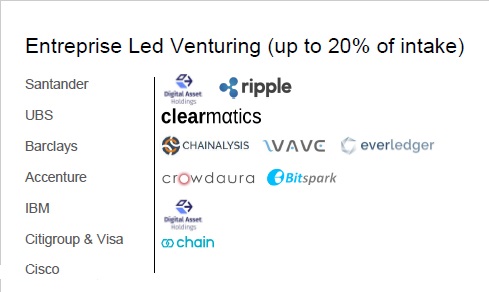 Entreprise Led Venturing (up to 20% of intake)
Santander Digital Asset Holdings ripple
UBS clearmatics
Barclays CHAINALYSIS WAVE everledger
Accenture crowdaura Bitspark
IBM Digital Asset Holdings
Citigroup & Visa chain
Cisco